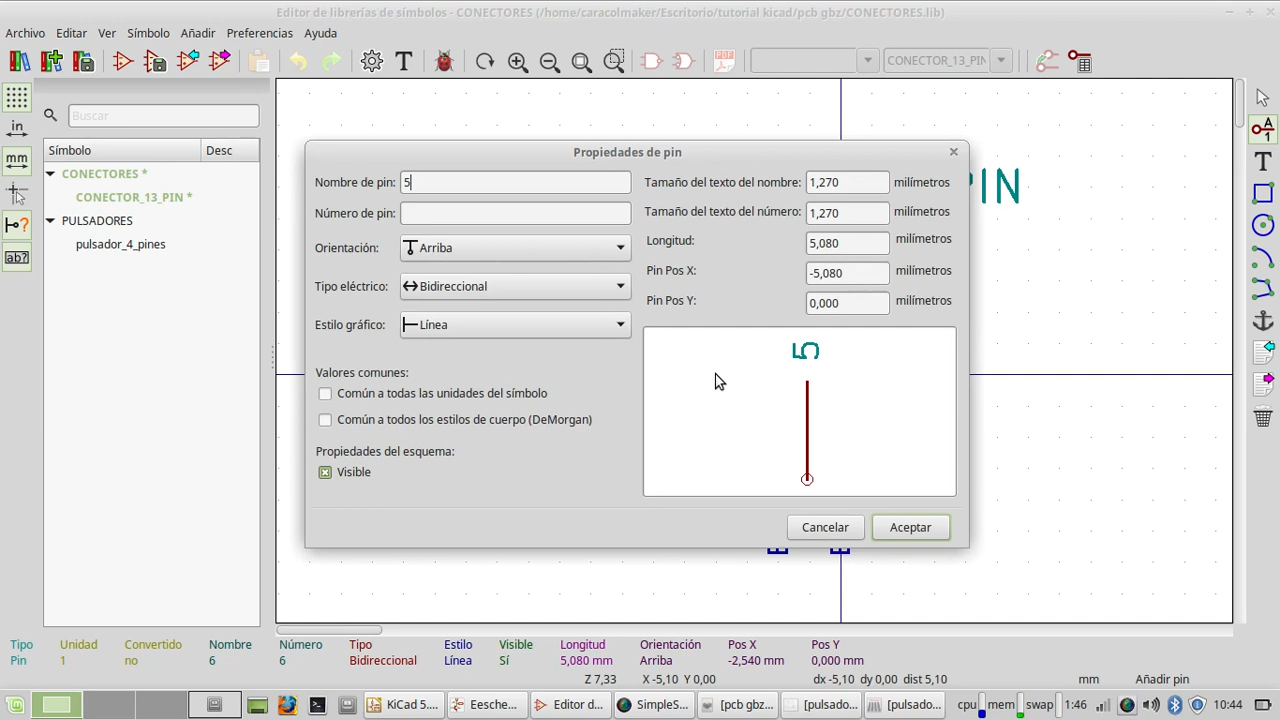 Editor de librerías de símbolos - CONECTORES (/home/caracolmaker/Escritorio/tutorial kicad/pcb gbz/CONECTORES.lib)
Archivo Editar Ver Símbolo Añadir Preferencias Ayuda
T PDF CONECTOR_13_PIN
in
mm
ab?
Buscar
Símbolo Desc
CONECTORES *
CONECTOR_13_PIN *
PULSADORES
pulsador_4_pines
PIN
A
T
Propiedades de pin
Nombre de pin: 5
Número de pin:
Orientación: Arriba
Tipo eléctrico: Bidireccional
Estilo gráfico: Línea
Valores comunes:
Común a todas las unidades del símbolo
Común a todos los estilos de cuerpo (DeMorgan)
Propiedades del esquema:
Visible
Tamaño del texto del nombre: 1,270 milímetros
Tamaño del texto del número: 1,270 milímetros
Longitud: 5,080 milímetros
Pin Pos X: -5,080 milímetros
Pin Pos Y: 0,000 milímetros
5
Cancelar Aceptar
Tipo Unidad Convertido Nombre Número Tipo Estilo Visible Longitud Orientación Pos X Pos Y
Pin 1 no 6 6 Bidireccional Línea Sí 5,080 mm Arriba -2,540 mm 0,000 mm
Z 7,33 X -5,10 Y 0,00 dx -5,10 dy 0,00 dist 5,10 mm Añadir pin
KiCad 5.... Eesche... Editor d... SimpleS... [pcb gbz... [pulsado... [pulsado... cpu mem swap 1:46 10:44